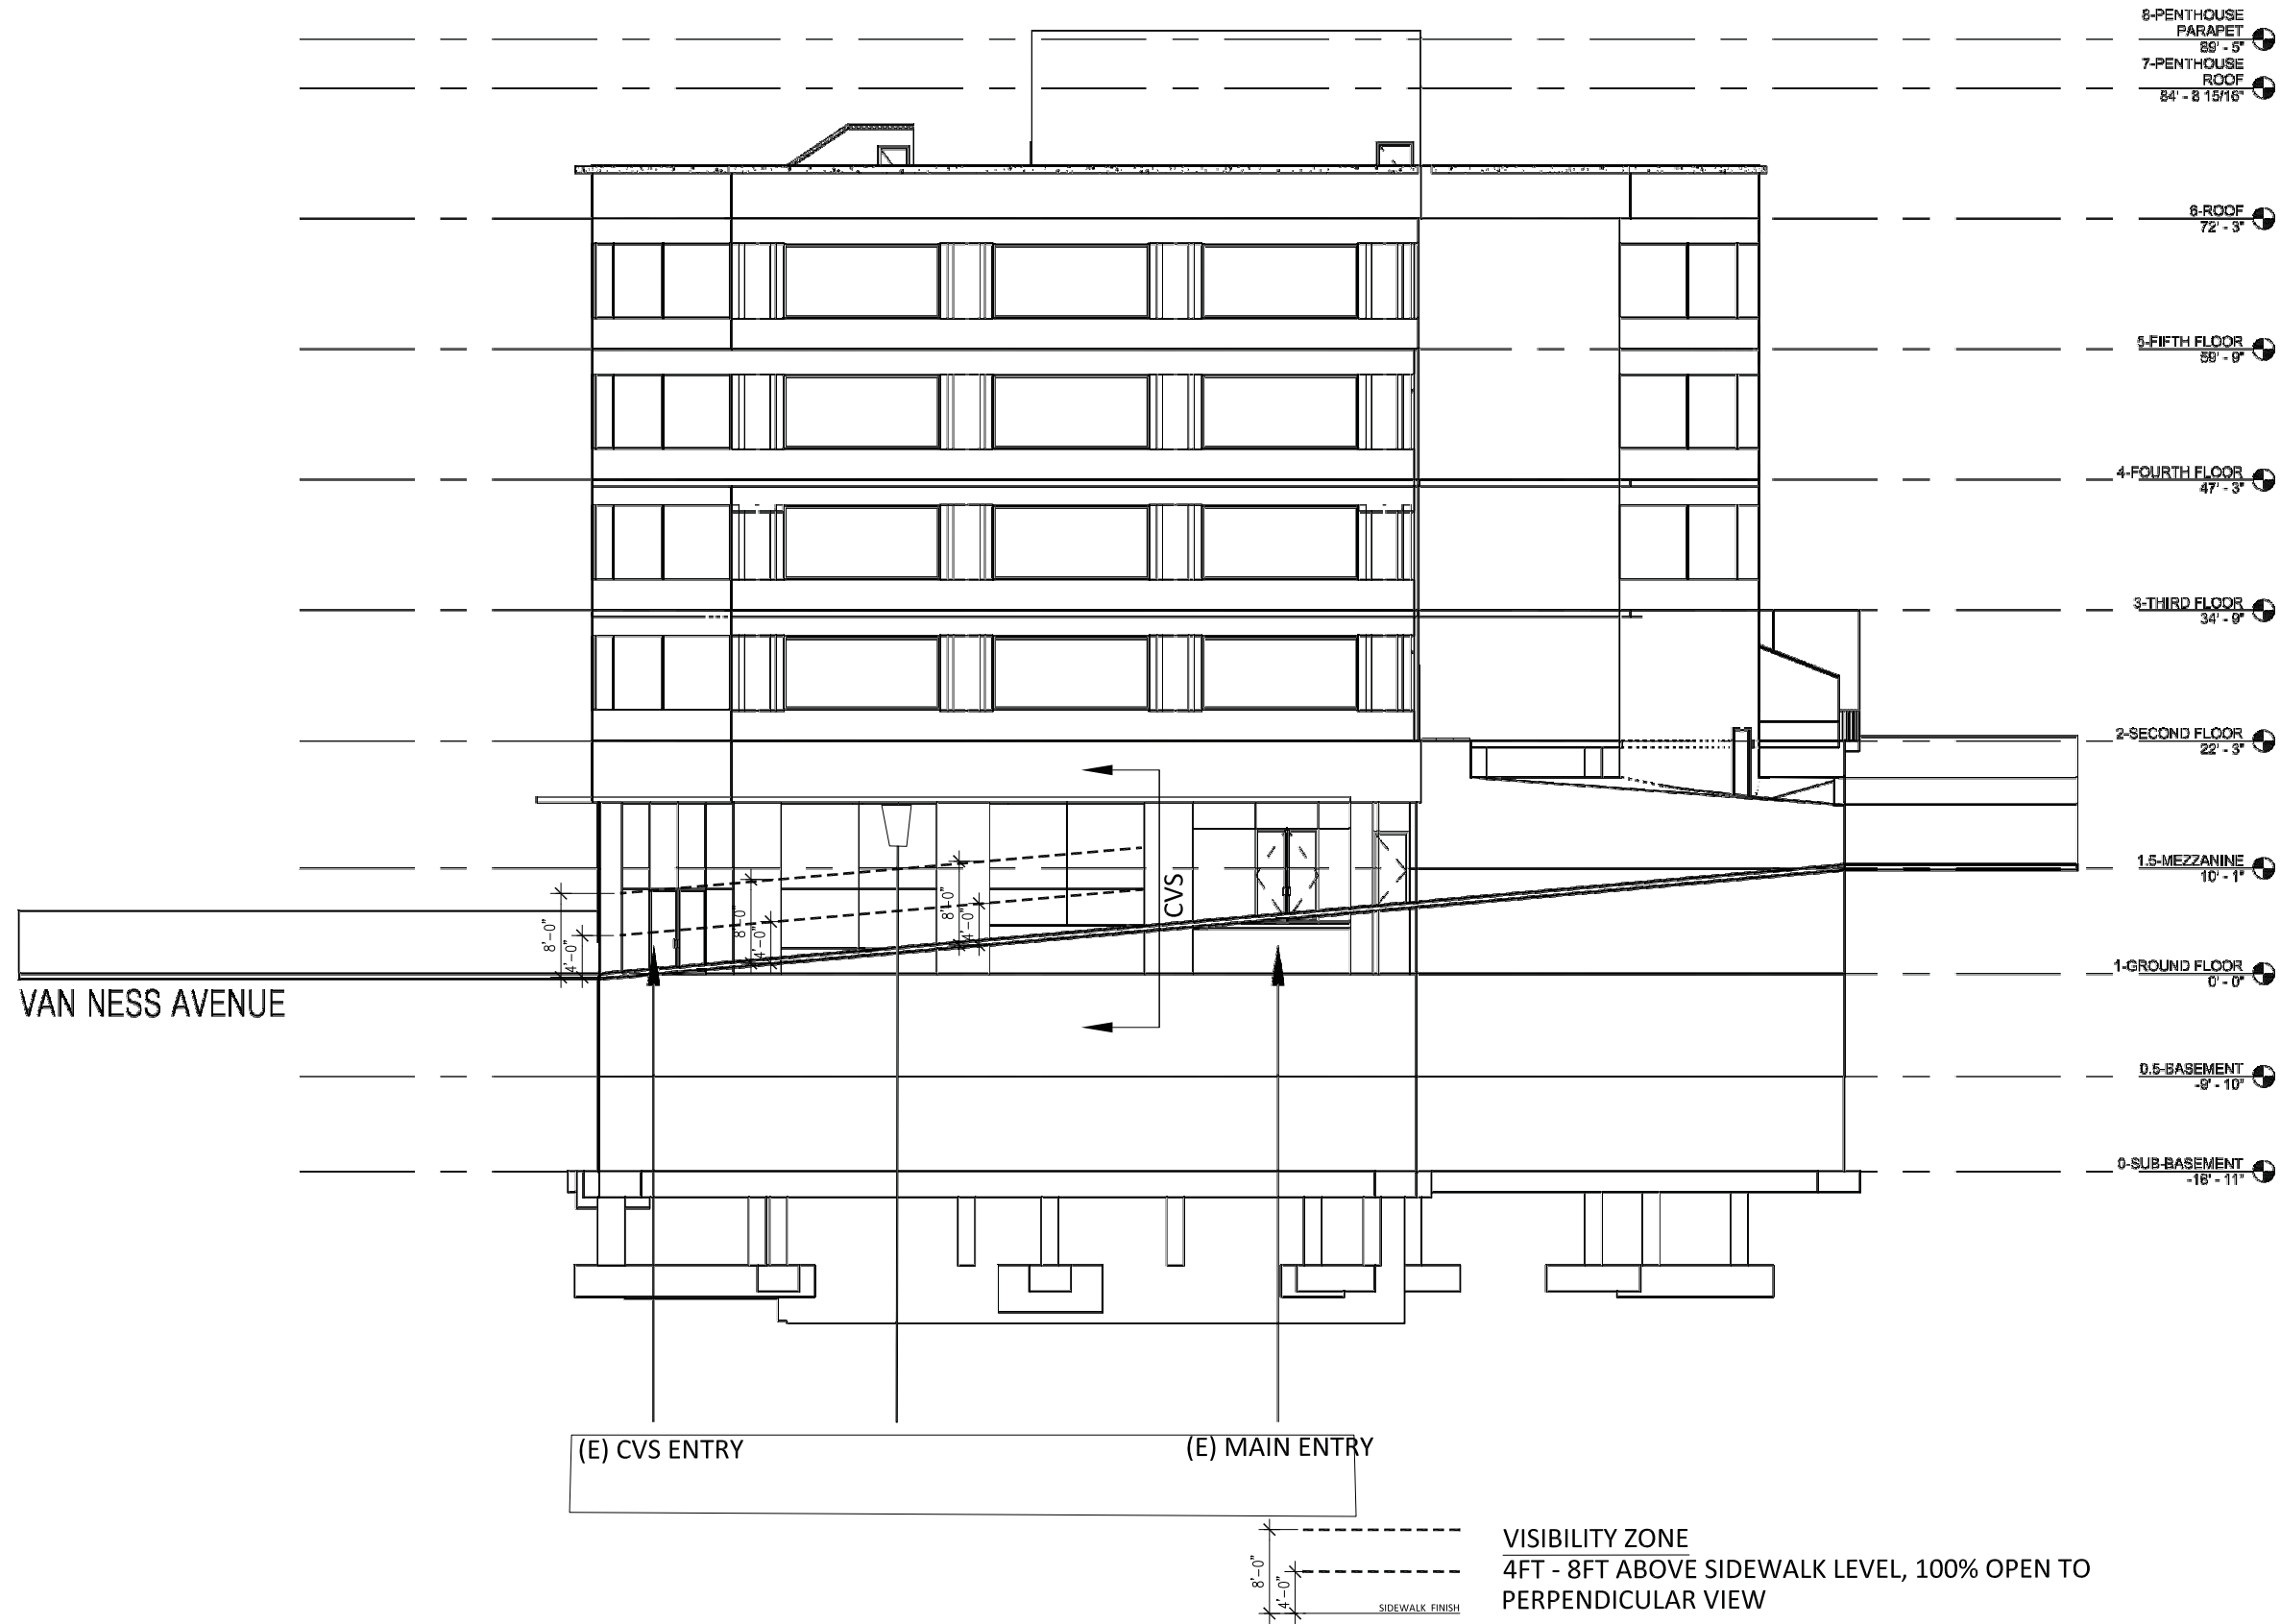 8-PENTHOUSE
PARAPET
89' - 5"
7-PENTHOUSE
ROOF
84' - 8 15/16"
6-ROOF
72' - 3"
5-FIFTH FLOOR
59' - 9"
4-FOURTH FLOOR
47' - 3"
3-THIRD FLOOR
34' - 9"
2-SECOND FLOOR
22' - 3"
1.5-MEZZANINE
10' - 1"
CVS
8'-0"
4'-0"
8'-0"
4'-0"
8'-0"
4'-0"
1-GROUND FLOOR
0' - 0"
VAN NESS AVENUE
0.5-BASEMENT
-9' - 10"
0-SUB-BASEMENT
-18' - 11"
(E) CVS ENTRY
(E) MAIN ENTRY
8'-0"
4'-0"
SIDEWALK FINISH
VISIBILITY ZONE
4FT - 8FT ABOVE SIDEWALK LEVEL, 100% OPEN TO
PERPENDICULAR VIEW